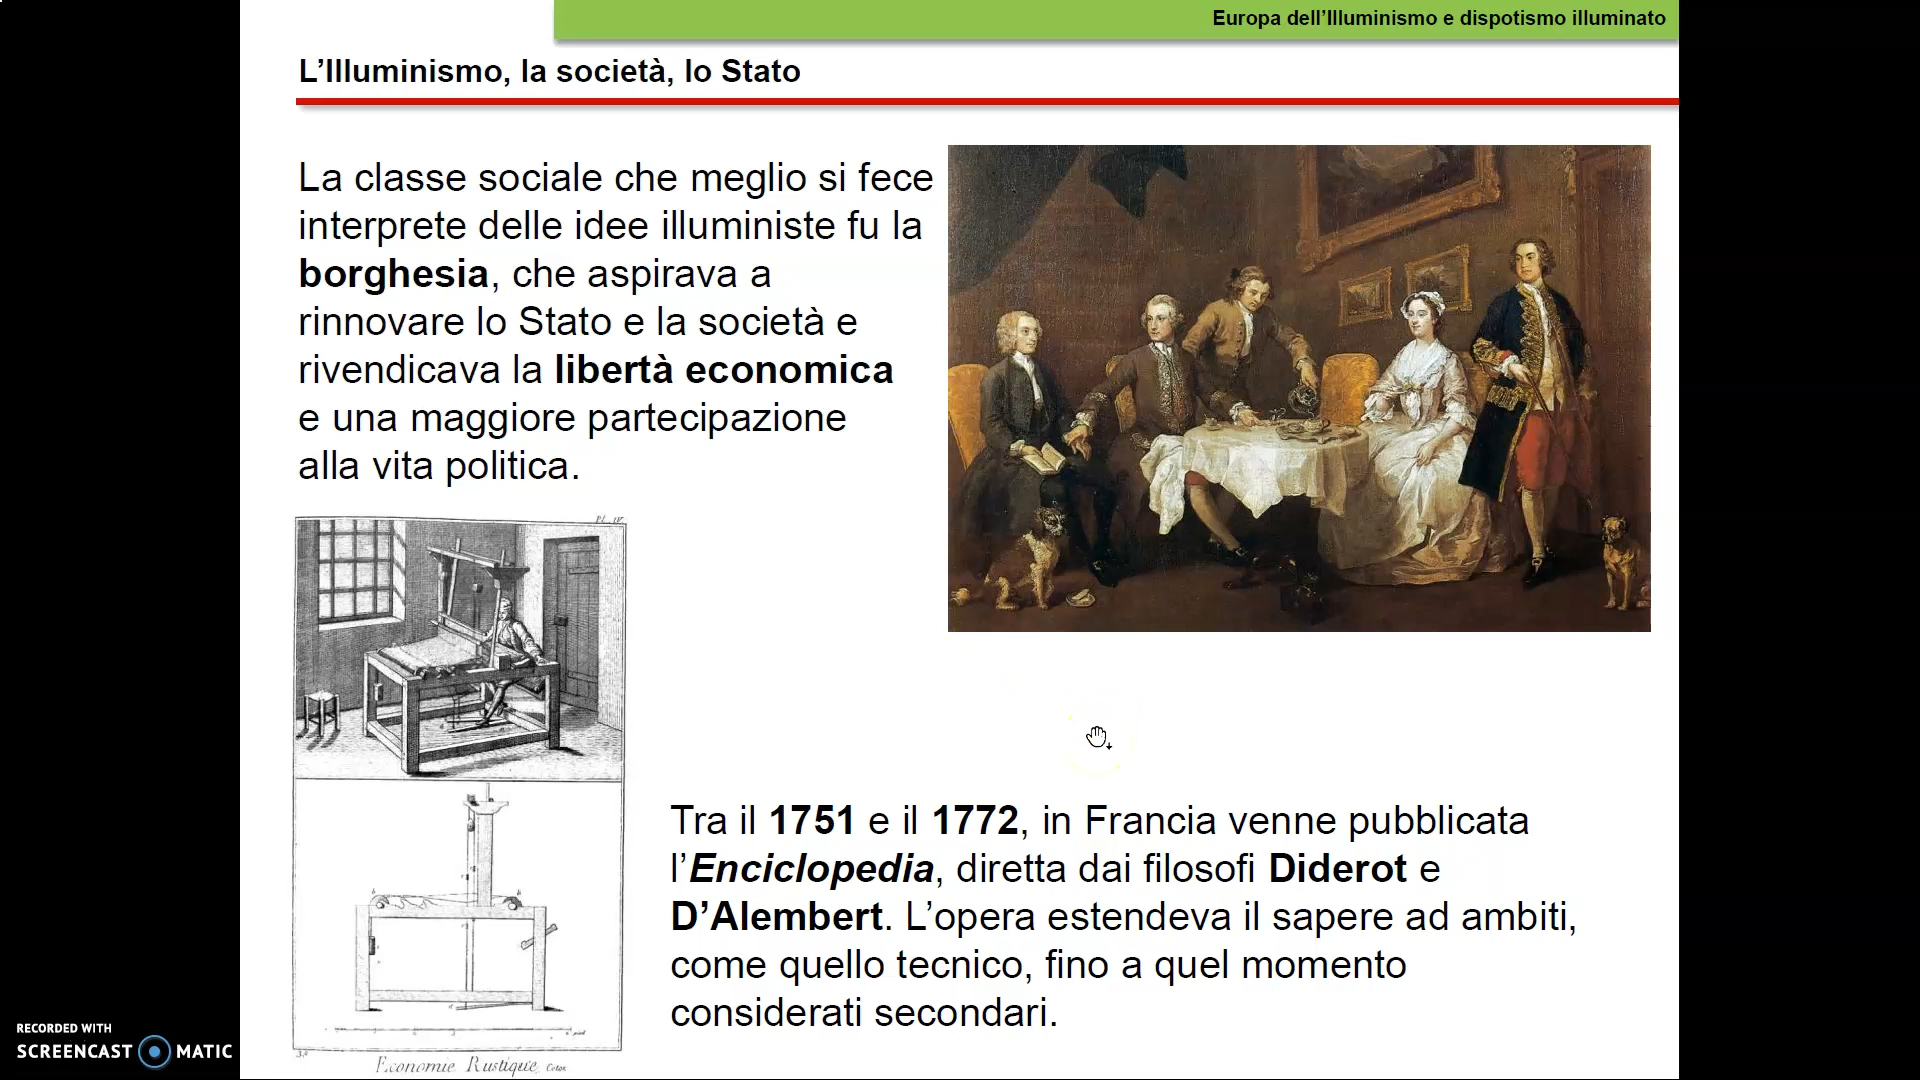 Europa dell’Illuminismo e dispotismo illuminato
L’Illuminismo, la società, lo Stato
La classe sociale che meglio si fece
interprete delle idee illuministe fu la
borghesia, che aspirava a
rinnovare lo Stato e la società e
rivendicava la libertà economica
e una maggiore partecipazione
alla vita politica.
Pl. IV.
Economie Rustique,
Tra il 1751 e il 1772, in Francia venne pubblicata
l’Enciclopedia, diretta dai filosofi Diderot e
D’Alembert. L’opera estendeva il sapere ad ambiti,
come quello tecnico, fino a quel momento
considerati secondari.
RECORDED WITH
SCREENCAST MATIC